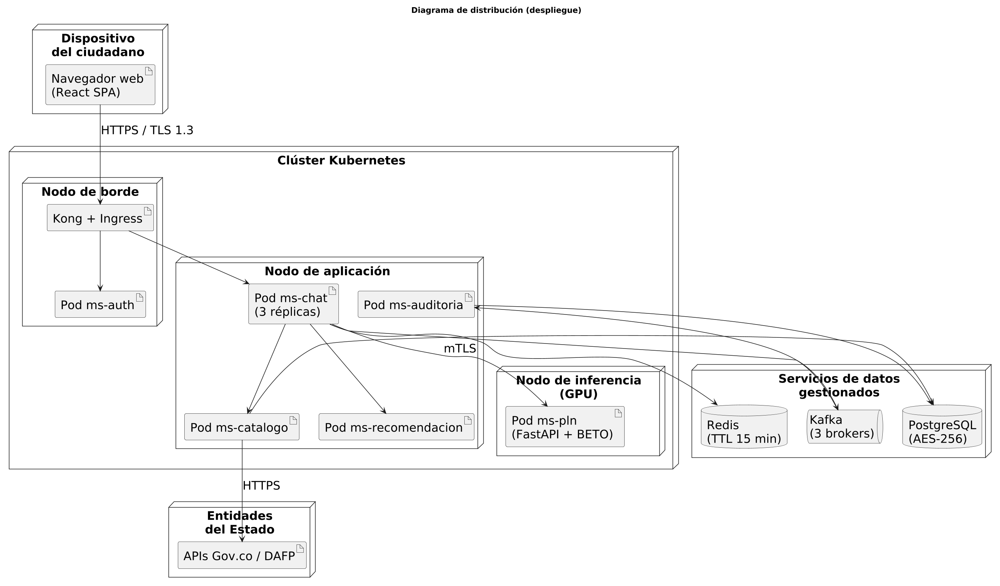 Diagrama de distribución (despliegue)
Dispositivo
del ciudadano
Navegador web
(React SPA)
HTTPS / TLS 1.3
Clúster Kubernetes
Nodo de borde
Kong + Ingress
Pod ms-auth
Nodo de aplicación
Pod ms-chat
(3 réplicas)
Pod ms-auditoria
mTLS
Pod ms-catalogo
Pod ms-recomendacion
Nodo de inferencia
(GPU)
Pod ms-pln
(FastAPI + BETO)
Servicios de datos
gestionados
Redis
(TTL 15 min)
Kafka
(3 brokers)
PostgreSQL
(AES-256)
HTTPS
Entidades
del Estado
APIs Gov.co / DAFP